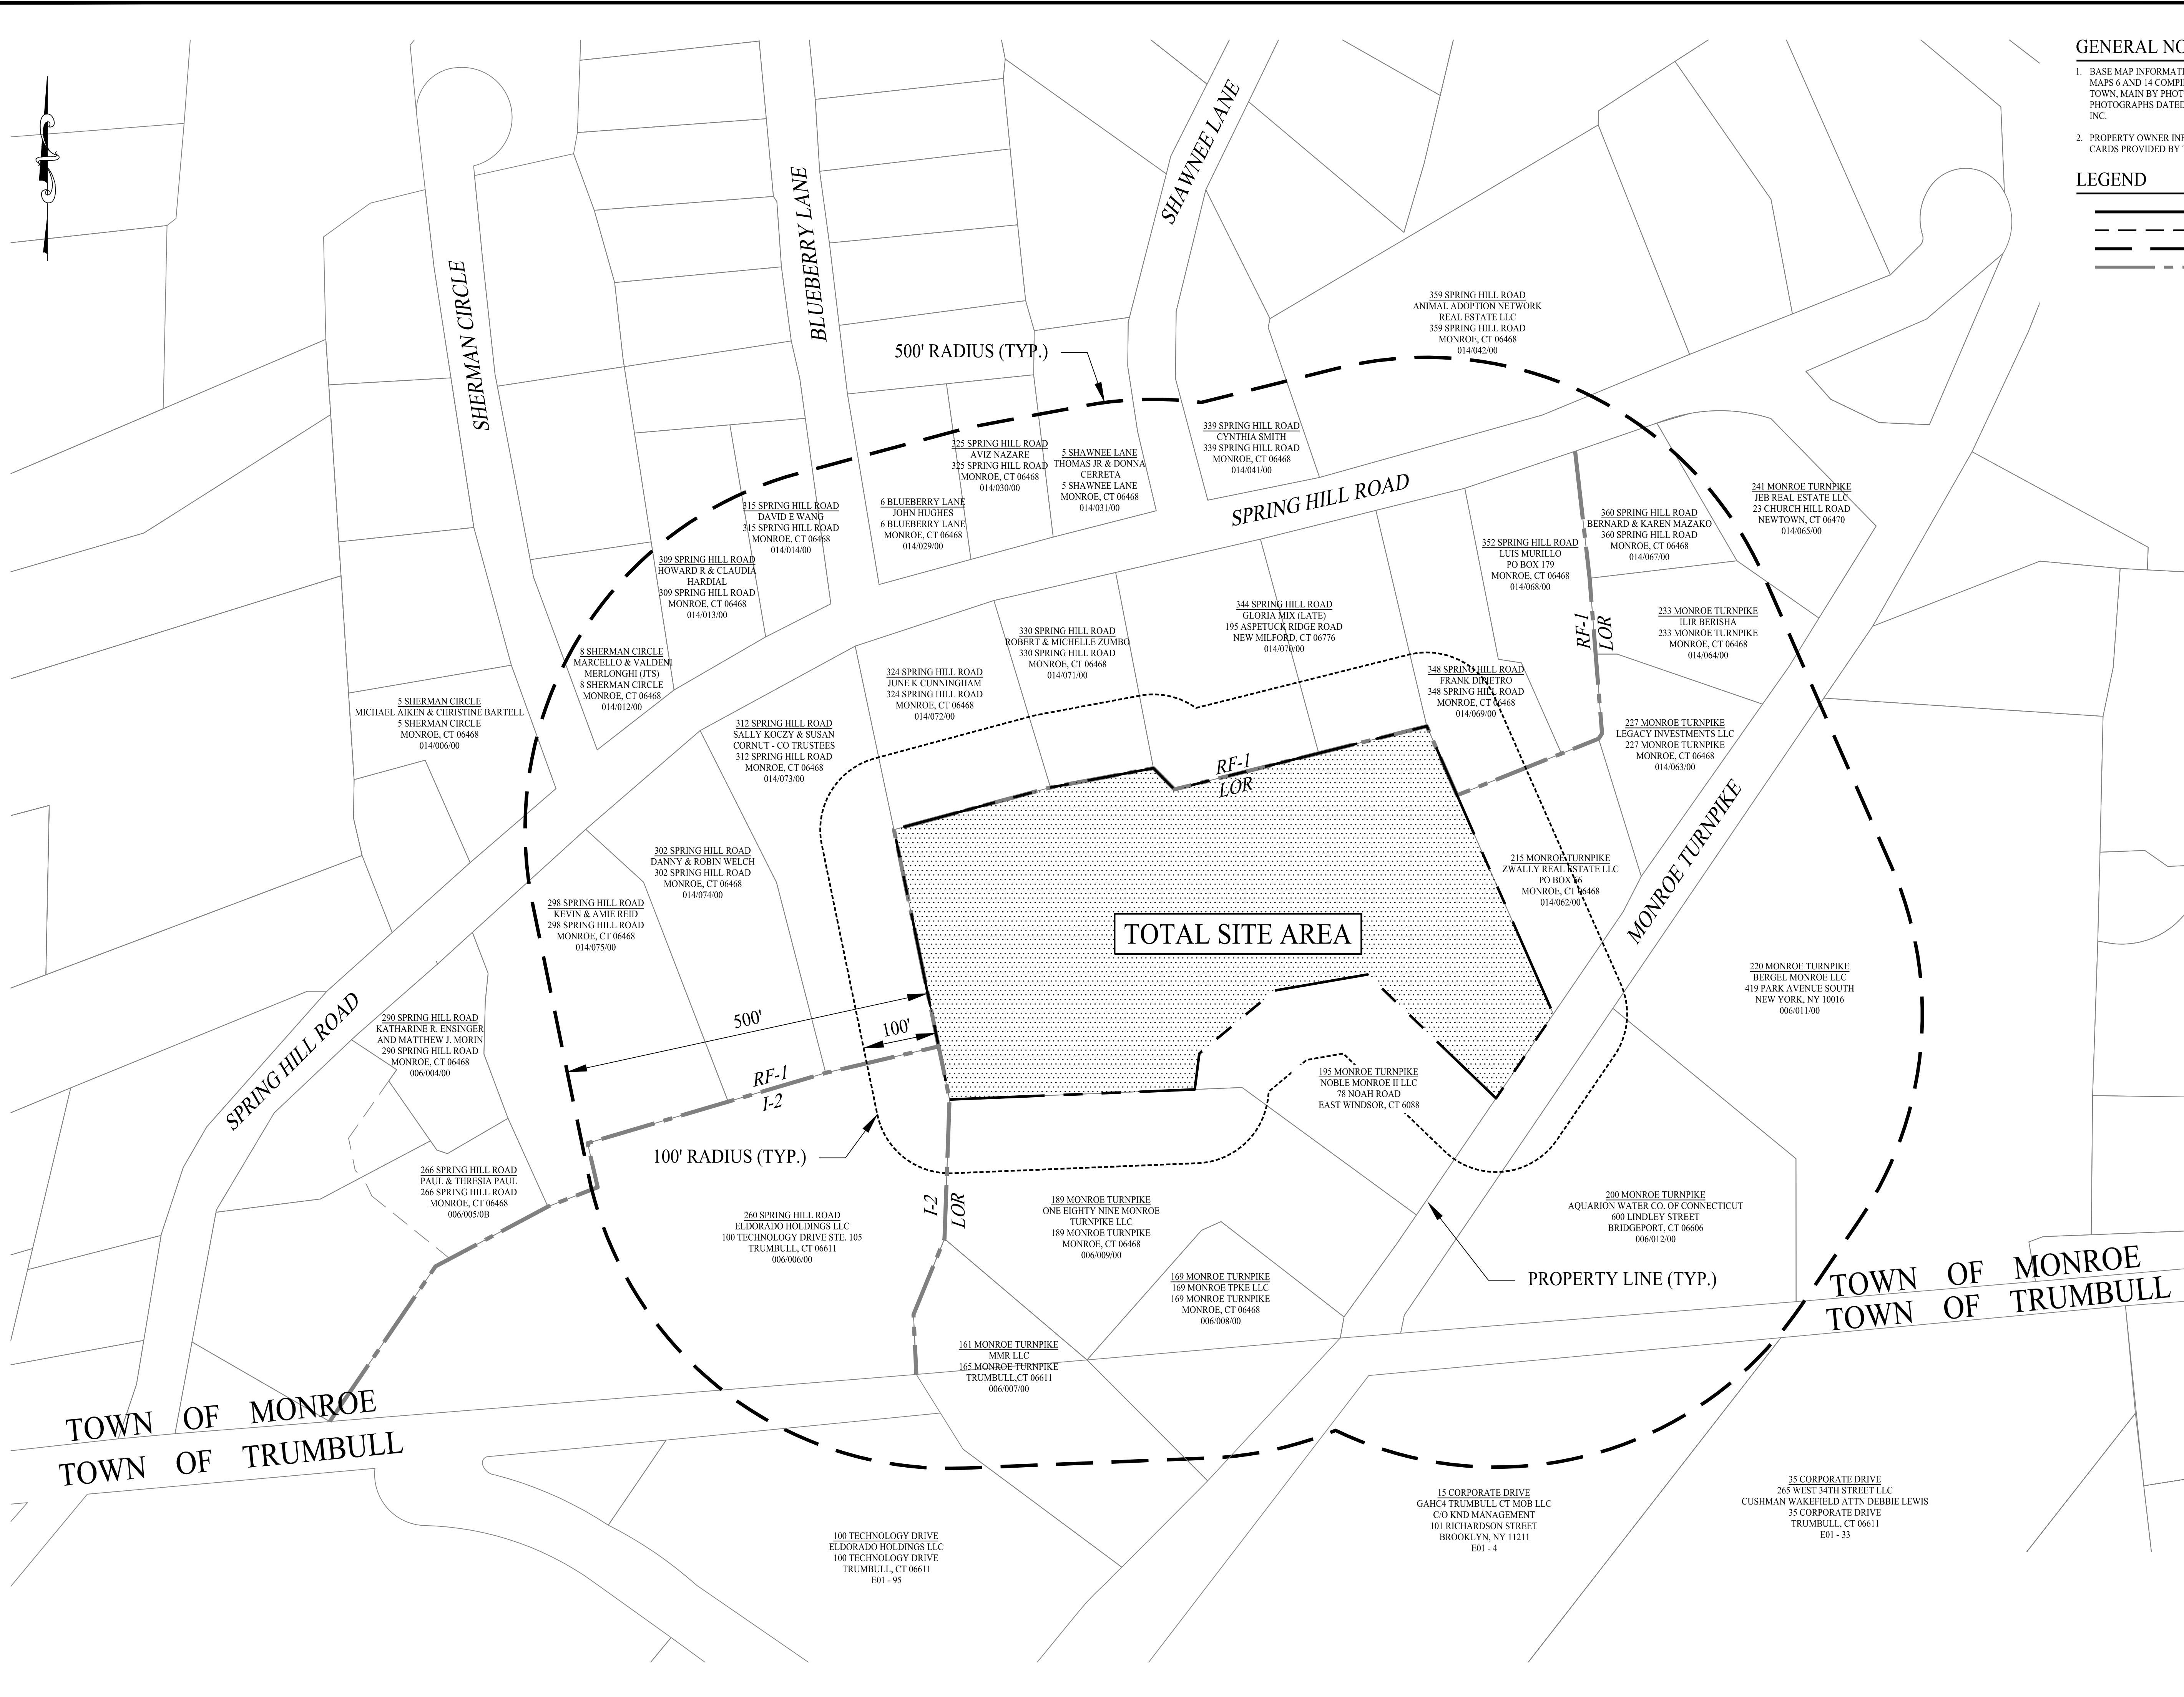 GENERAL NO
1. BASE MAP INFORMATI
MAPS 6 AND 14 COMPI
TOWN, MAIN BY PHOT
PHOTOGRAPHS DATED
INC.
2. PROPERTY OWNER INF
CARDS PROVIDED BY
LEGEND
SHERMAN CIRCLE
BLUEBERRY LANE
SHAWNEE LANE
500' RADIUS (TYP.)
359 SPRING HILL ROAD
ANIMAL ADOPTION NETWORK
REAL ESTATE LLC
359 SPRING HILL ROAD
MONROE, CT 06468
014/042/00
339 SPRING HILL ROAD
CYNTHIA SMITH
339 SPRING HILL ROAD
MONROE, CT 06468
014/041/00
325 SPRING HILL ROAD
AVIZ NAZARE
325 SPRING HILL ROAD
MONROE, CT 06468
014/030/00
5 SHAWNEE LANE
THOMAS JR & DONNA
CERRETA
5 SHAWNEE LANE
MONROE, CT 06468
014/031/00
6 BLUEBERRY LANE
JOHN HUGHES
6 BLUEBERRY LANE
MONROE, CT 06468
014/029/00
315 SPRING HILL ROAD
DAVID E WANG
315 SPRING HILL ROAD
MONROE, CT 06468
014/014/00
309 SPRING HILL ROAD
HOWARD R & CLAUDIA
HARDIAL
309 SPRING HILL ROAD
MONROE, CT 06468
014/013/00
SPRING HILL ROAD
241 MONROE TURNPIKE
JEB REAL ESTATE LLC
23 CHURCH HILL ROAD
NEWTOWN, CT 06470
014/065/00
360 SPRING HILL ROAD
BERNARD & KAREN MAZAKO
360 SPRING HILL ROAD
MONROE, CT 06468
014/067/00
352 SPRING HILL ROAD
LUIS MURILLO
PO BOX 179
MONROE, CT 06468
014/068/00
RF-1
LOR
233 MONROE TURNPIKE
ILIR BERISHA
233 MONROE TURNPIKE
MONROE, CT 06468
014/064/00
344 SPRING HILL ROAD
GLORIA MIX (LATE)
195 ASPETUCK RIDGE ROAD
NEW MILFORD, CT 06776
014/070/00
330 SPRING HILL ROAD
ROBERT & MICHELLE ZUMBO
330 SPRING HILL ROAD
MONROE, CT 06468
014/071/00
324 SPRING HILL ROAD
JUNE K CUNNINGHAM
324 SPRING HILL ROAD
MONROE, CT 06468
014/072/00
348 SPRING HILL ROAD
FRANK DIPIETRO
348 SPRING HILL ROAD
MONROE, CT 06468
014/069/00
8 SHERMAN CIRCLE
MARCELLO & VALDENI
MERLONGHI (JTS)
8 SHERMAN CIRCLE
MONROE, CT 06468
014/012/00
5 SHERMAN CIRCLE
MICHAEL AIKEN & CHRISTINE BARTELL
5 SHERMAN CIRCLE
MONROE, CT 06468
014/006/00
312 SPRING HILL ROAD
SALLY KOCZY & SUSAN
CORNUT - CO TRUSTEES
312 SPRING HILL ROAD
MONROE, CT 06468
014/073/00
227 MONROE TURNPIKE
LEGACY INVESTMENTS LLC
227 MONROE TURNPIKE
MONROE, CT 06468
014/063/00
RF-1
LOR
302 SPRING HILL ROAD
DANNY & ROBIN WELCH
302 SPRING HILL ROAD
MONROE, CT 06468
014/074/00
215 MONROE TURNPIKE
ZWALLY REAL ESTATE LLC
PO BOX 66
MONROE, CT 06468
014/062/00
MONROE TURNPIKE
298 SPRING HILL ROAD
KEVIN & AMIE REID
298 SPRING HILL ROAD
MONROE, CT 06468
014/075/00
TOTAL SITE AREA
220 MONROE TURNPIKE
BERGEL MONROE LLC
419 PARK AVENUE SOUTH
NEW YORK, NY 10016
006/011/00
SPRING HILL ROAD
290 SPRING HILL ROAD
KATHARINE R. ENSINGER
AND MATTHEW J. MORIN
290 SPRING HILL ROAD
MONROE, CT 06468
006/004/00
500'
100'
RF-1
I-2
195 MONROE TURNPIKE
NOBLE MONROE II LLC
78 NOAH ROAD
EAST WINDSOR, CT 6088
100' RADIUS (TYP.)
266 SPRING HILL ROAD
PAUL & THRESIA PAUL
266 SPRING HILL ROAD
MONROE, CT 06468
006/005/0B
260 SPRING HILL ROAD
ELDORADO HOLDINGS LLC
100 TECHNOLOGY DRIVE STE. 105
TRUMBULL, CT 06611
006/006/00
I-2
LOR
189 MONROE TURNPIKE
ONE EIGHTY NINE MONROE
TURNPIKE LLC
189 MONROE TURNPIKE
MONROE, CT 06468
006/009/00
200 MONROE TURNPIKE
AQUARION WATER CO. OF CONNECTICUT
600 LINDLEY STREET
BRIDGEPORT, CT 06606
006/012/00
169 MONROE TURNPIKE
169 MONROE TPKE LLC
169 MONROE TURNPIKE
MONROE, CT 06468
006/008/00
PROPERTY LINE (TYP.)
TOWN OF MONROE
TOWN OF TRUMBULL
161 MONROE TURNPIKE
MMR LLC
165 MONROE TURNPIKE
TRUMBULL,CT 06611
006/007/00
TOWN OF MONROE
TOWN OF TRUMBULL
100 TECHNOLOGY DRIVE
ELDORADO HOLDINGS LLC
100 TECHNOLOGY DRIVE
TRUMBULL, CT 06611
E01 - 95
15 CORPORATE DRIVE
GAHC4 TRUMBULL CT MOB LLC
C/O KND MANAGEMENT
101 RICHARDSON STREET
BROOKLYN, NY 11211
E01 - 4
35 CORPORATE DRIVE
265 WEST 34TH STREET LLC
CUSHMAN WAKEFIELD ATTN DEBBIE LEWIS
35 CORPORATE DRIVE
TRUMBULL, CT 06611
E01 - 33